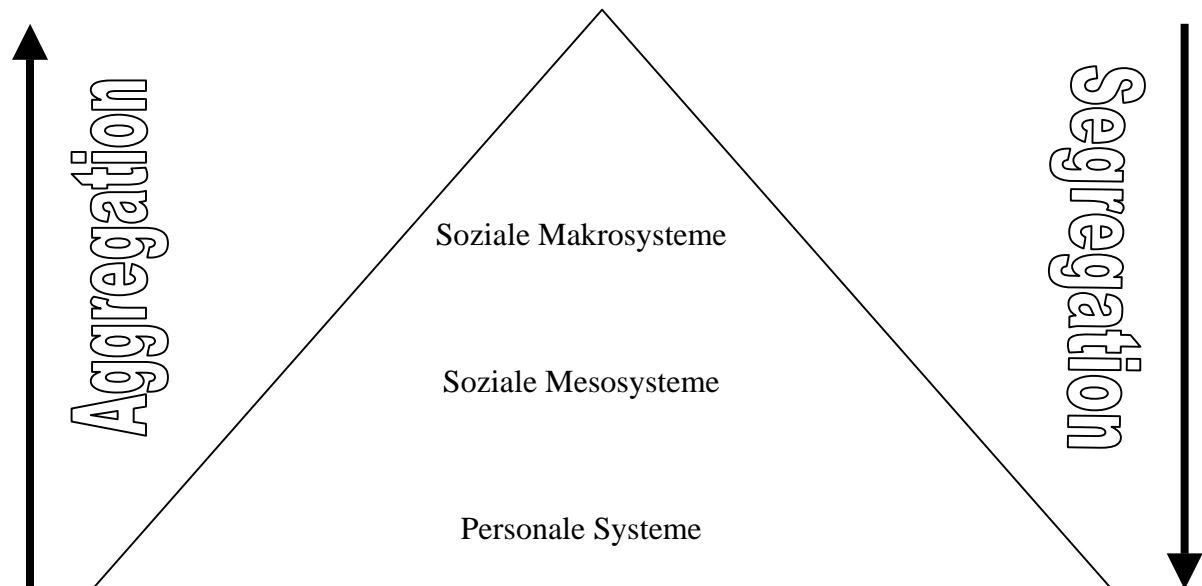 Aggregation
Segregation
Soziale Makrosysteme
Soziale Mesosysteme
Personale Systeme